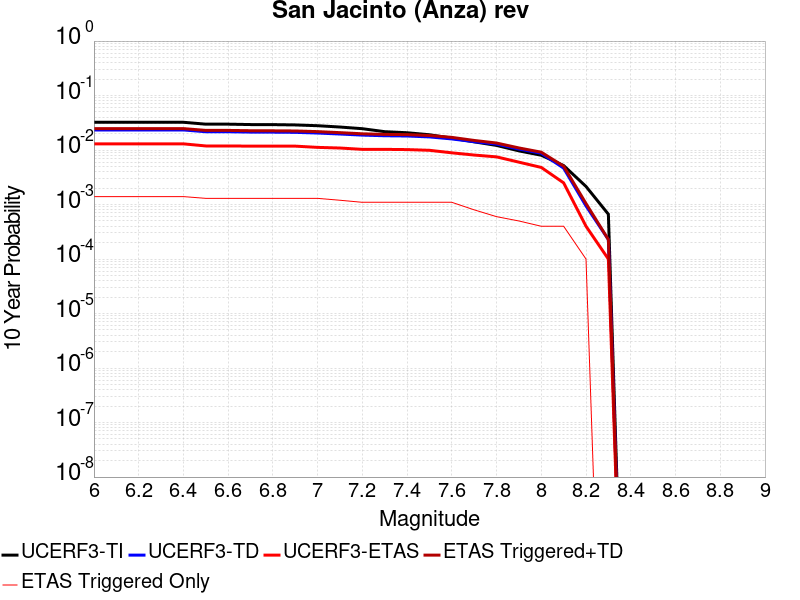 San Jacinto (Anza) rev
10^0
10^-1
10^-2
10^-3
10^-4
10^-5
10^-6
10^-7
10^-8
10 Year Probability
6 6.2 6.4 6.6 6.8 7 7.2 7.4 7.6 7.8 8 8.2 8.4 8.6 8.8 9
Magnitude
UCERF3-TI UCERF3-TD UCERF3-ETAS ETAS Triggered+TD
ETAS Triggered Only